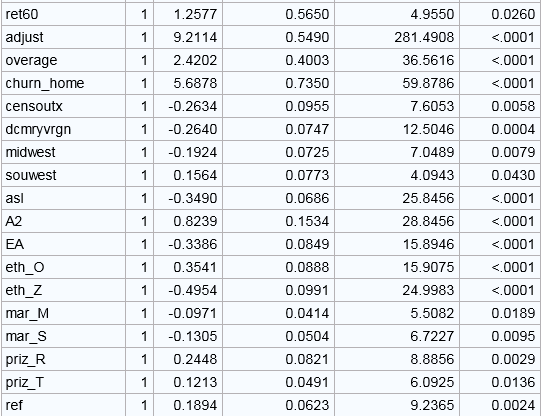 ret60 1 1.2577 0.5650 4.9550 0.0260
adjust 1 9.2114 0.5490 281.4908 <.0001
overage 1 2.4202 0.4003 36.5616 <.0001
churn_home 1 5.6878 0.7350 59.8786 <.0001
censoutx 1 -0.2634 0.0955 7.6053 0.0058
dcmryvrgn 1 -0.2640 0.0747 12.5046 0.0004
midwest 1 -0.1924 0.0725 7.0489 0.0079
souwest 1 0.1564 0.0773 4.0943 0.0430
asl 1 -0.3490 0.0686 25.8456 <.0001
A2 1 0.8239 0.1534 28.8456 <.0001
EA 1 -0.3386 0.0849 15.8946 <.0001
eth_O 1 0.3541 0.0888 15.9075 <.0001
eth_Z 1 -0.4954 0.0991 24.9983 <.0001
mar_M 1 -0.0971 0.0414 5.5082 0.0189
mar_S 1 -0.1305 0.0504 6.7227 0.0095
priz_R 1 0.2448 0.0821 8.8856 0.0029
priz_T 1 0.1213 0.0491 6.0925 0.0136
ref 1 0.1894 0.0623 9.2365 0.0024